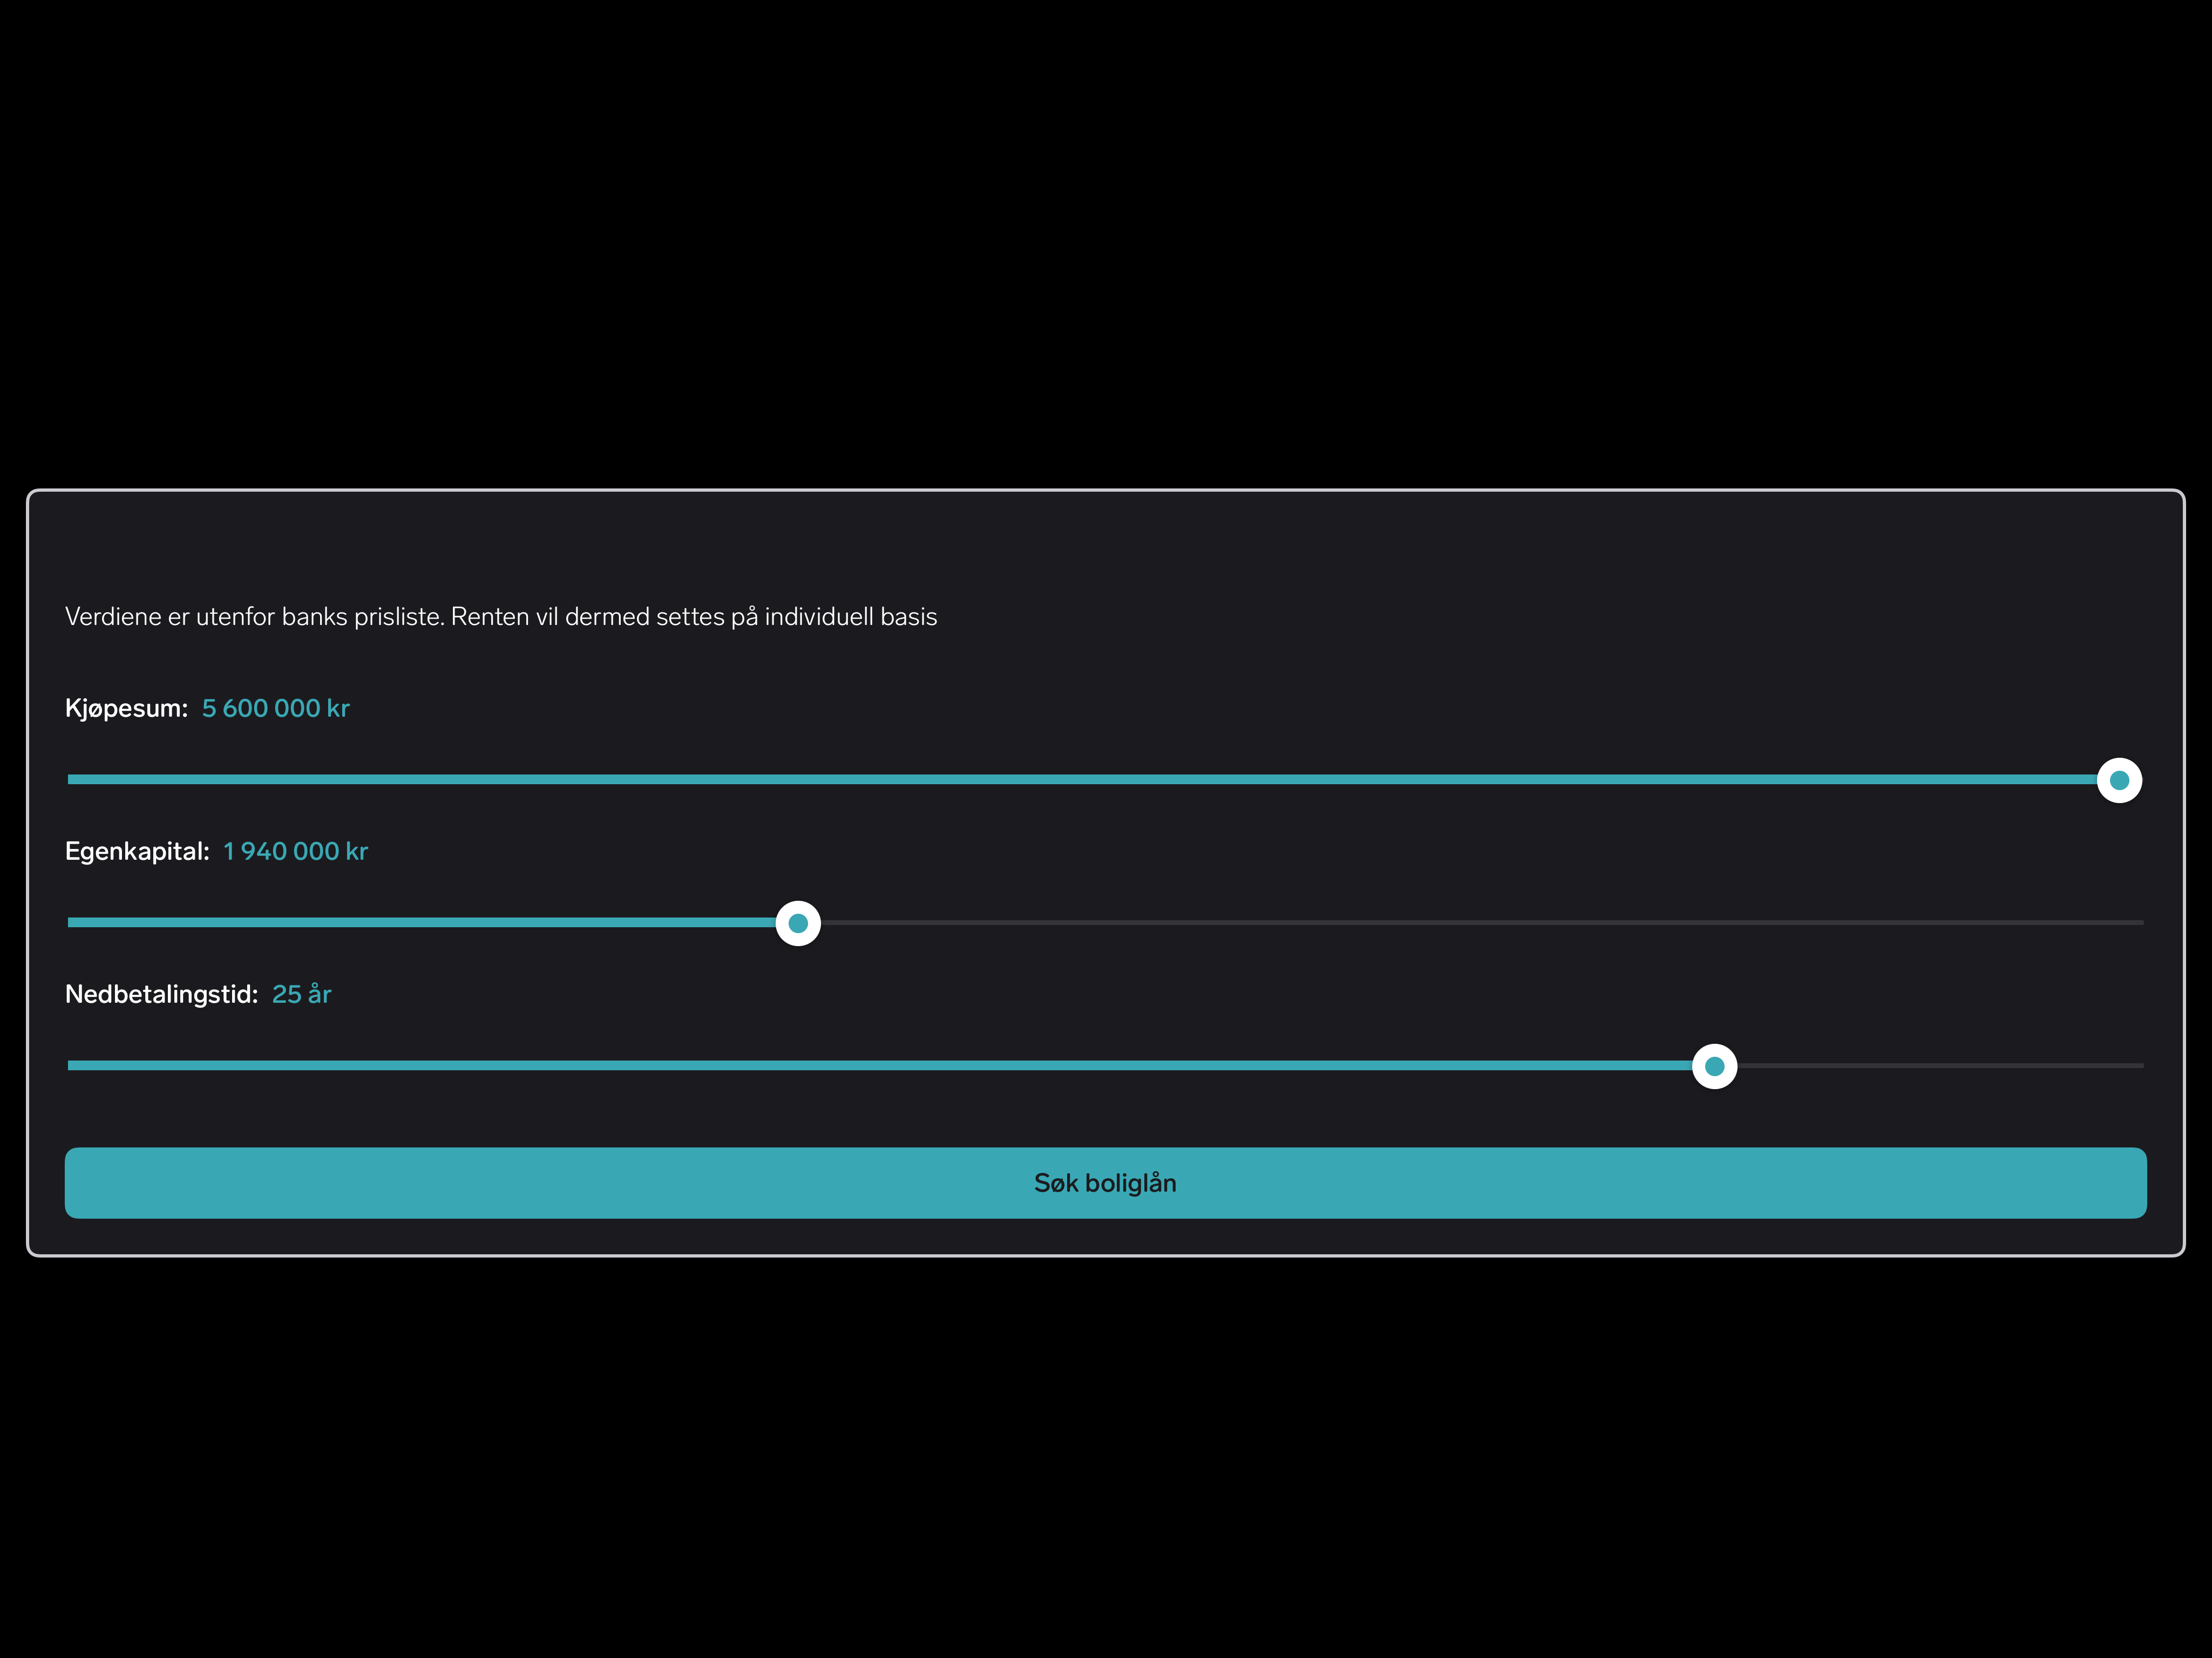 Verdiene er utenfor banks prisliste. Renten vil dermed settes på individuell basis
Kjøpesum: 5 600 000 kr
Egenkapital: 1 940 000 kr
Nedbetalingstid: 25 år
Søk boliglån